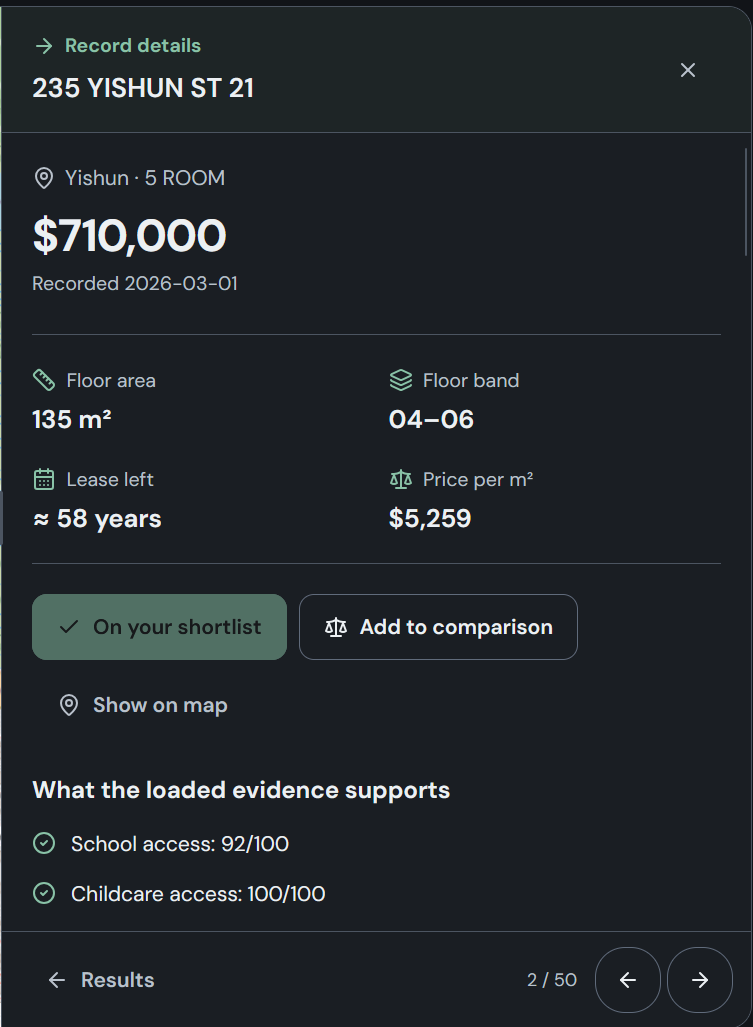 Record details
235 YISHUN ST 21
Yishun · 5 ROOM
$710,000
Recorded 2026-03-01
Floor area
135 m²
Floor band
04–06
Lease left
≈ 58 years
Price per m²
$5,259
On your shortlist
Add to comparison
Show on map
What the loaded evidence supports
School access: 92/100
Childcare access: 100/100
Results
2 / 50